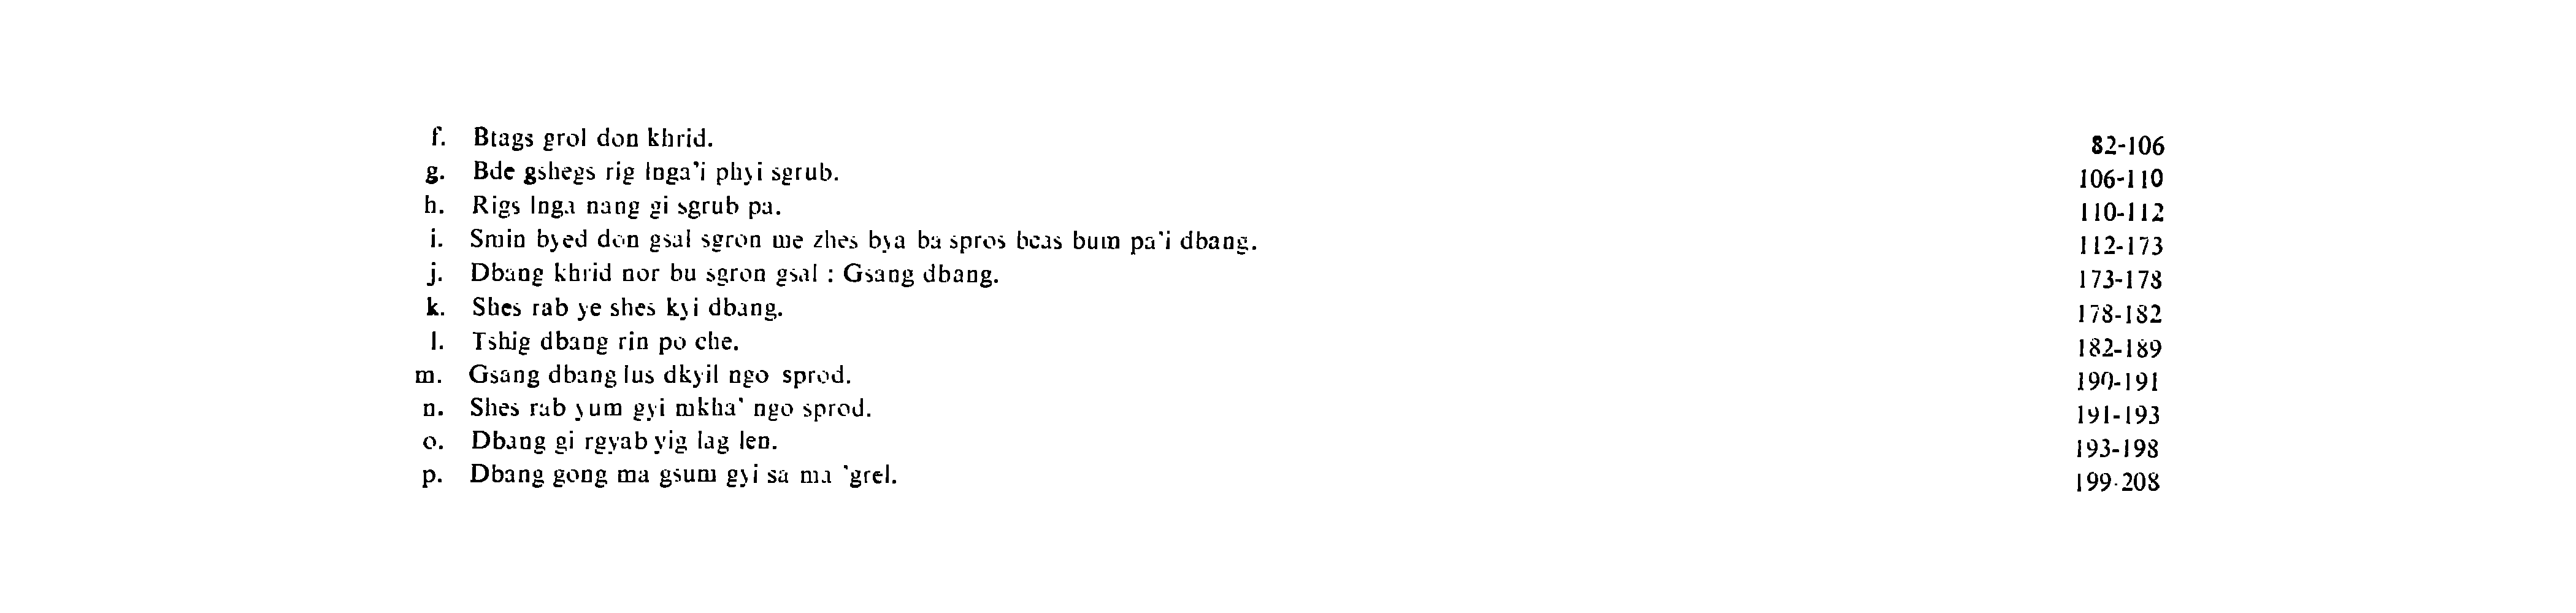 f. Btags grol don khrid. 82-106
g. Bde gshegs rig lnga'i phyi sgrub. 106-110
h. Rigs lnga nang gi sgrub pa. 110-112
i. Smin byed don gsal sgron me zhes bya ba spros bcas bum pa'i dbang. 112-173
j. Dbang khrid nor bu sgron gsal : Gsang dbang. 173-178
k. Shes rab ye shes kyi dbang. 178-182
l. Tshig dbang rin po che. 182-189
m. Gsang dbang lus dkyil ngo sprod. 190-191
n. Shes rab yum gyi mkha' ngo sprod. 191-193
o. Dbang gi rgyab yig lag len. 193-198
p. Dbang gong ma gsum gyi sa ma 'grel. 199-208